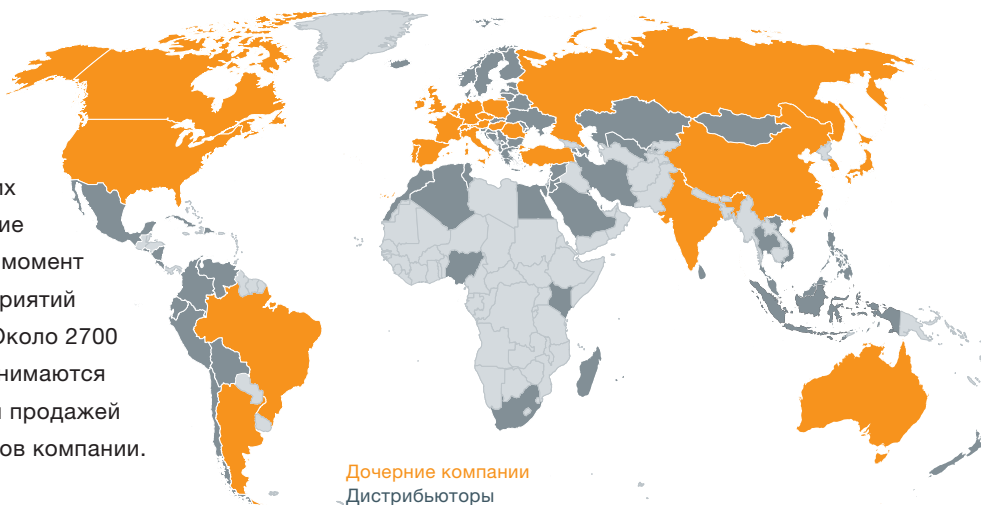 их
ие
момент
риятий
Около 2700
нимаются
и продажей
ов компании.
Дочерние компании
Дистрибьюторы